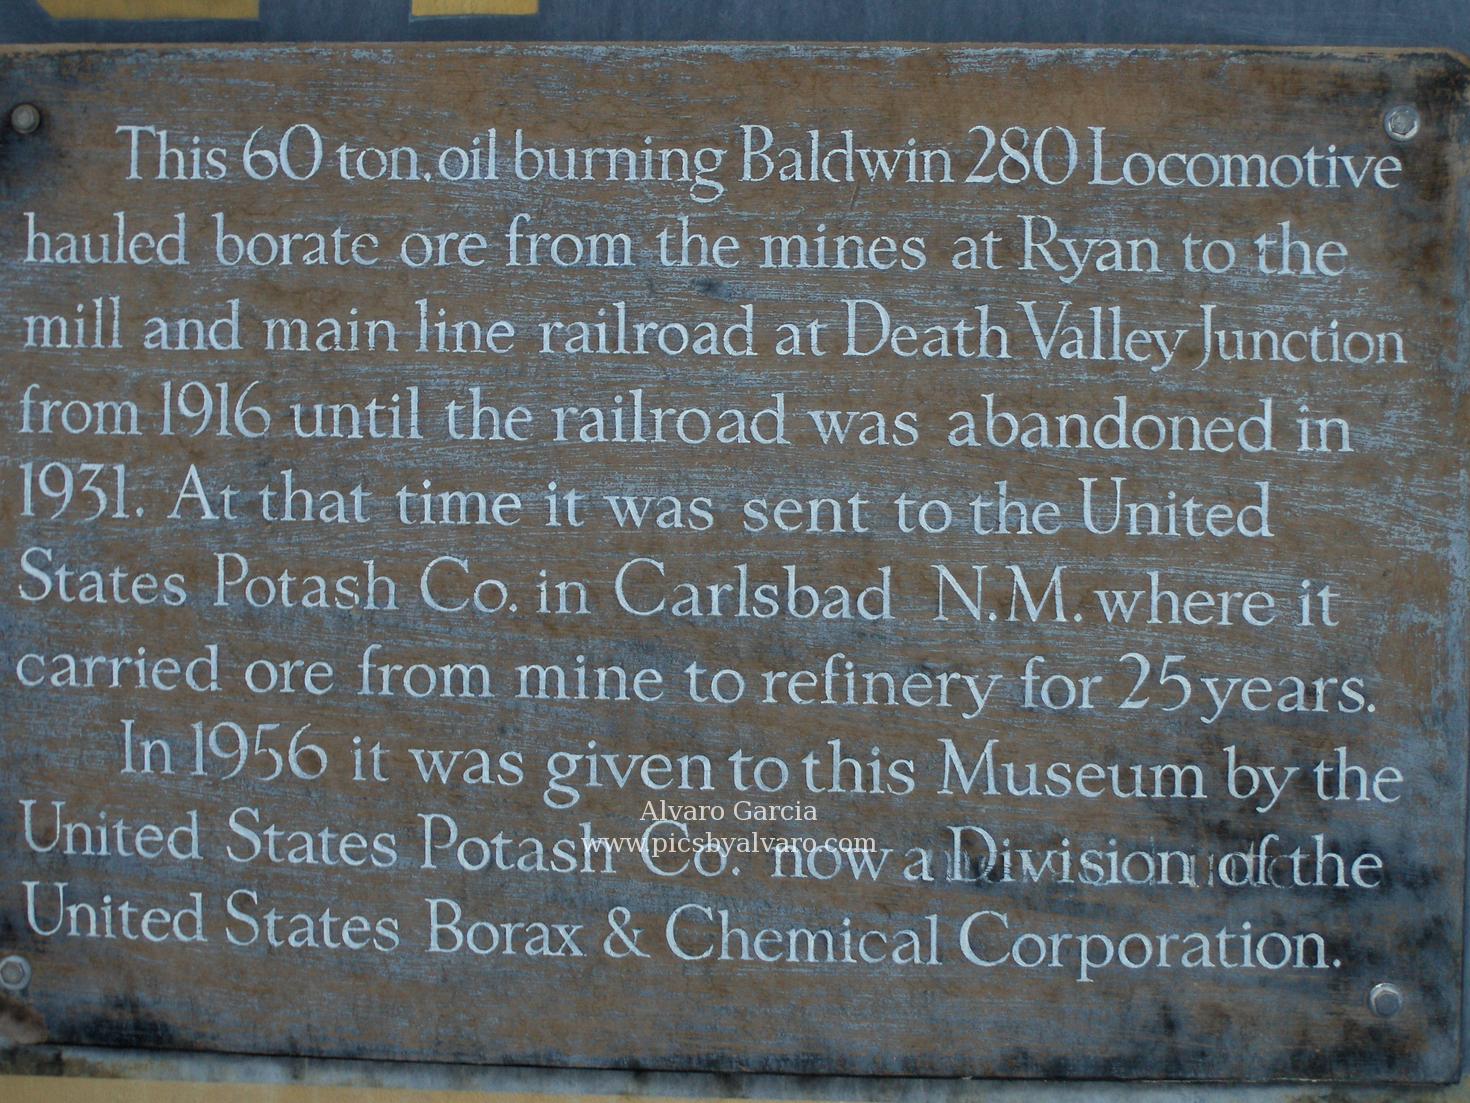 This 60 ton, oil burning Baldwin 280 Locomotive
hauled borate ore from the mines at Ryan to the
mill and main line railroad at Death Valley Junction
from 1916 until the railroad was abandoned in
1931. At that time it was sent to the United
States Potash Co. in Carlsbad N.M. where it
carried ore from mine to refinery for 25 years.
In 1956 it was given to this Museum by the
Alvaro Garcia
United States Potash Co. now a Division of the
www.picsbyalvaro.com
United States Borax & Chemical Corporation.